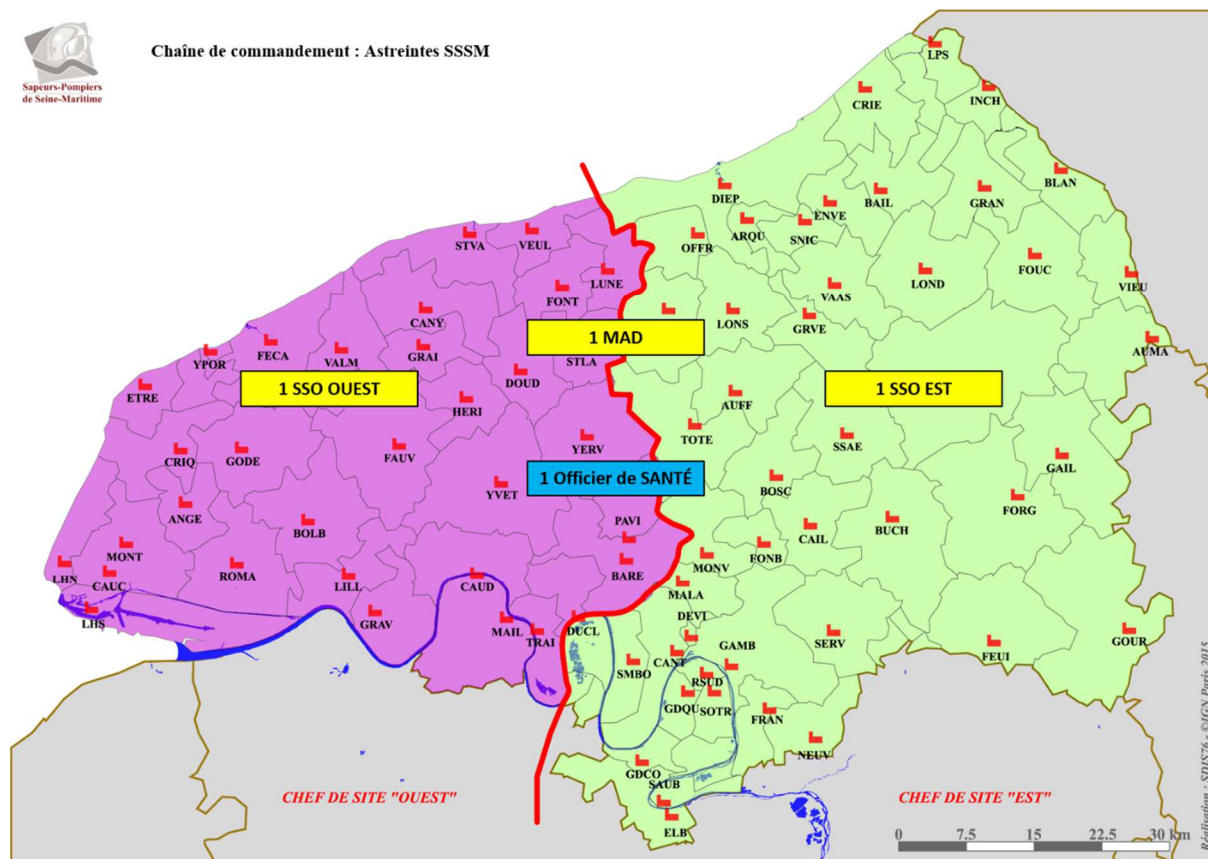 Chaîne de commandement : Astreintes SSSM
Sapeurs-Pompiers
de Seine-Maritime
LPS
INCH
CRIE
BLAN
DIEP
ENVE
BAIL
GRAN
ARQU
SNIC
STVA
VEUL
OFFR
LUNE
LOND
FOUC
FONT
VAAS
VIEU
CANY
LONS
GRVE
1 MAD
FECA
VALM
GRAI
STLA
AUMA
YPOR
DOUD
1 SSO OUEST
1 SSO EST
ETRE
HERI
AUFF
TOTE
SSAE
CRIQ
GODE
FAUV
YERV
GAIL
1 Officier de SANTÉ
YVET
BOSC
ANGE
BOLB
PAVI
CAIL
BUCH
FORG
MONT
FONB
MONV
LHN
CAUC
ROMA
LILL
CAUD
BARE
MALA
LHS
GRAV
MAIL
TRAI
DUCL
DEVI
SERV
GAMB
FEUI
GOUR
SMBO
CANT
RSUD
GDQU
SOTR
FRAN
NEUV
GDCO
SAUB
ELB
CHEF DE SITE "OUEST"
CHEF DE SITE "EST"
0 7.5 15 22.5 30 km
Réalisation : SDIS76 - ©IGN Paris 2015